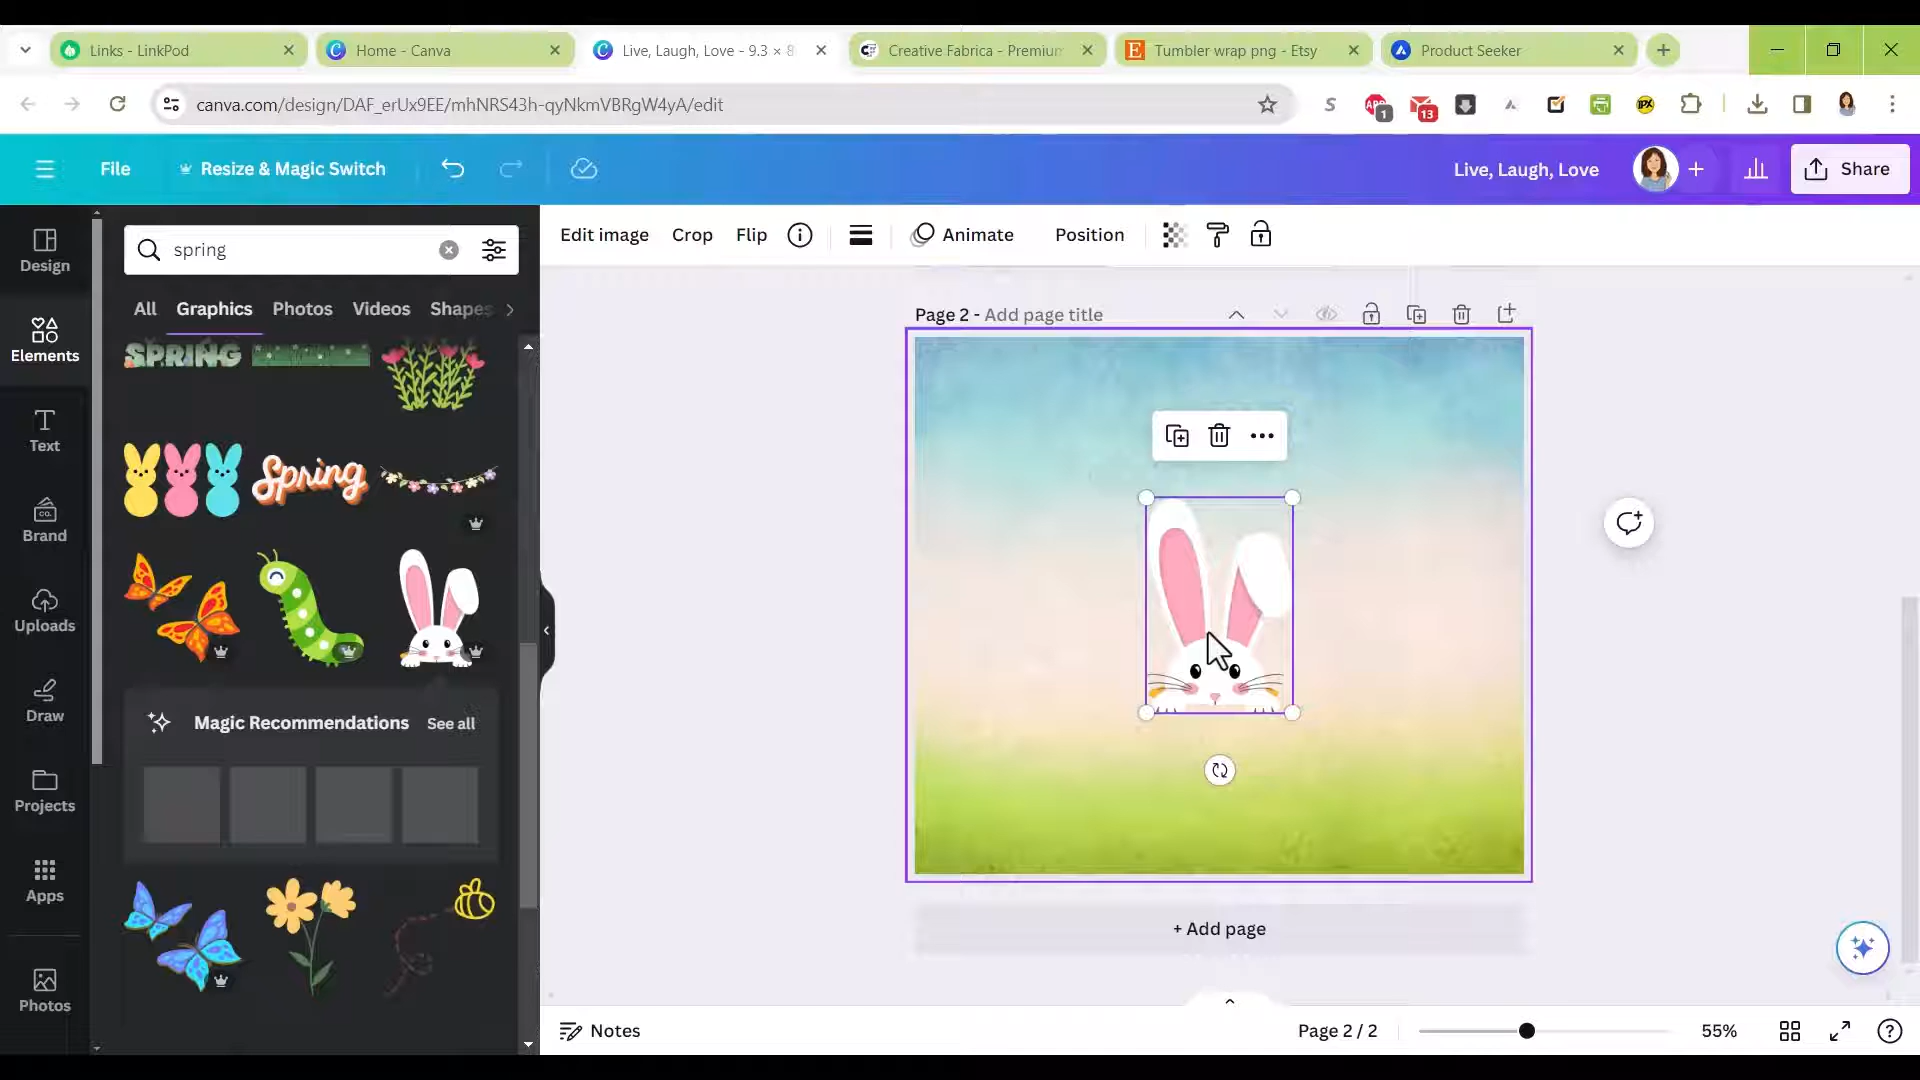 Links - LinkPod
Home - Canva
Live, Laugh, Love - 9.3 × 8
Creative Fabrica - Premium
Tumbler wrap png - Etsy
Product Seeker
canva.com/design/DAF_erUx9EE/mhNRS43h-qyNkmVBRgW4yA/edit
1
13
File
Resize & Magic Switch
Live, Laugh, Love
Share
Design
Elements
Text
Brand
Uploads
Draw
Projects
Apps
Photos
spring
All
Graphics
Photos
Videos
Shapes
SPRING
Spring
Magic Recommendations
See all
Edit image
Crop
Flip
Animate
Position
Page 2 - Add page title
+ Add page
Notes
Page 2 / 2
55%